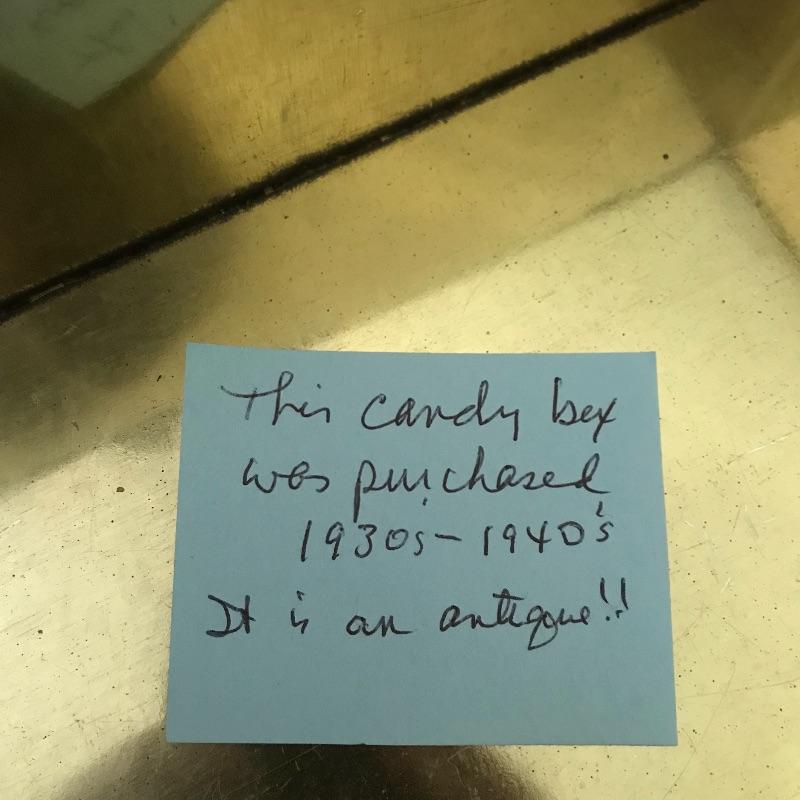 This candy box
was purchased
1930s - 1940's
It is an antique!!